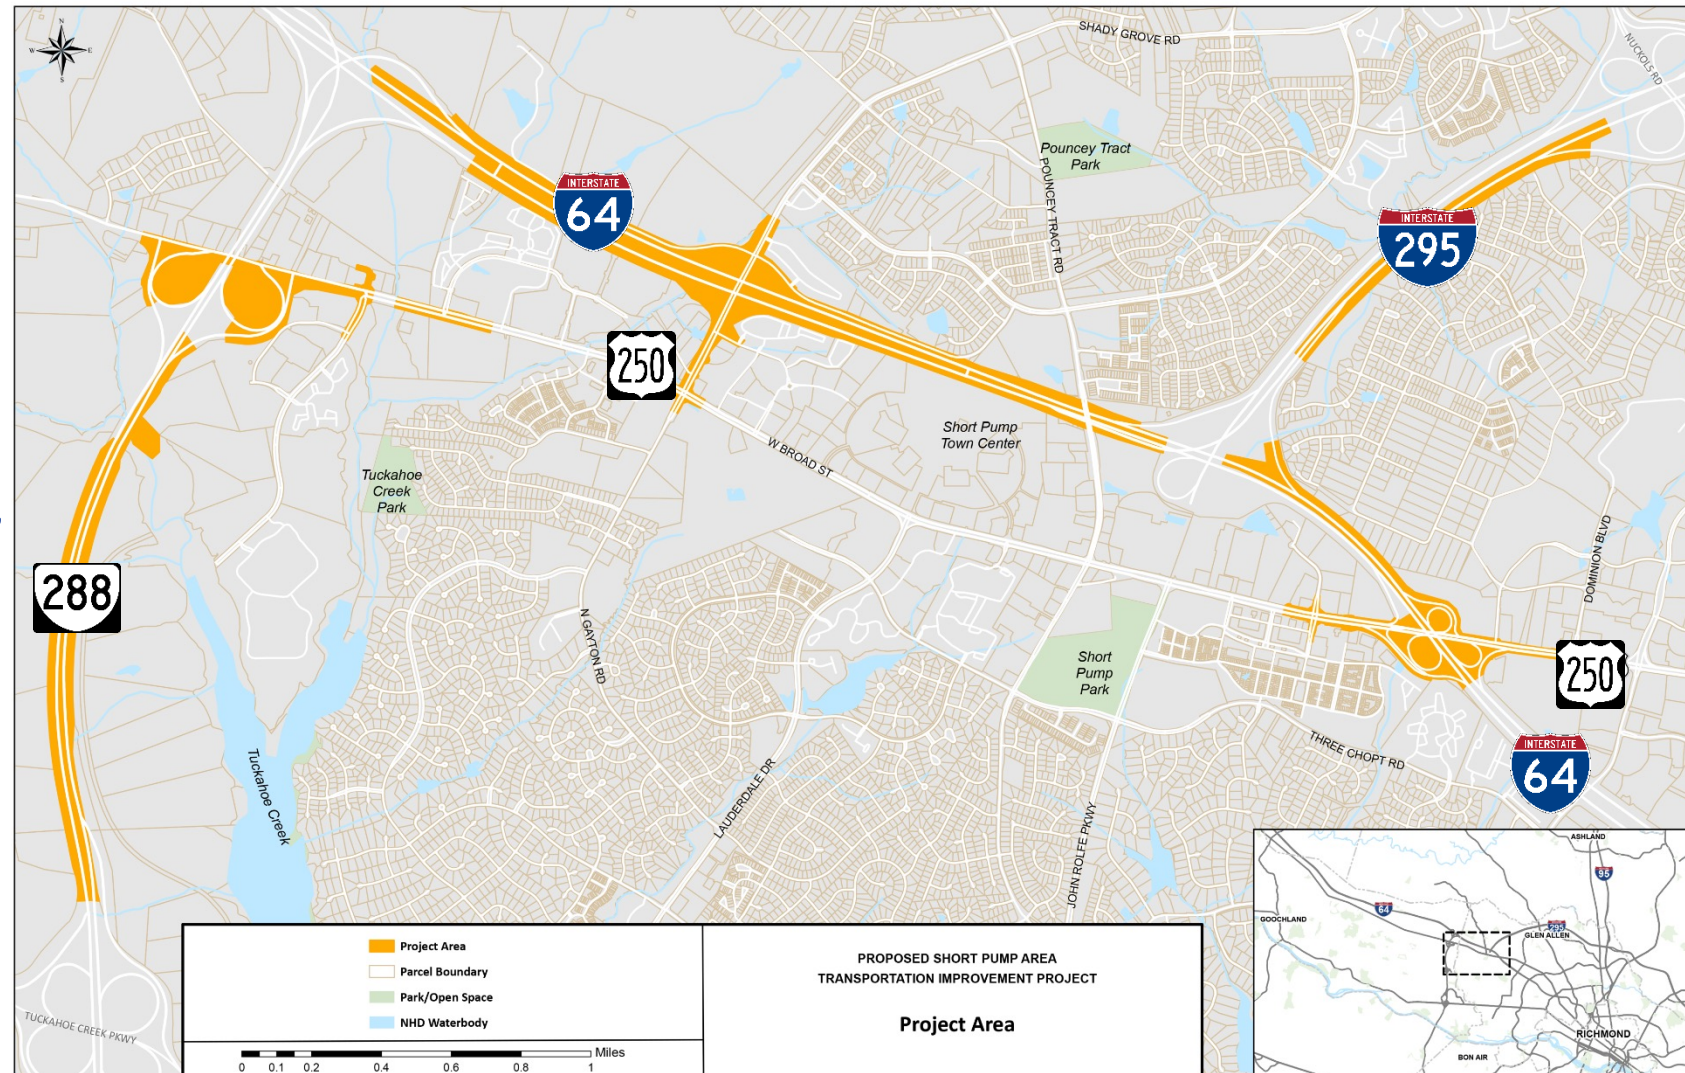 N
W
E
S
SHADY GROVE RD
NUCKOLS RD
Pouncey Tract
Park
POUNCEY TRACT RD
INTERSTATE
64
INTERSTATE
295
250
Short Pump
Town Center
W BROAD ST
Tuckahoe
Creek
Park
288
DOMINION BLVD
N GAYTON RD
Short
Pump
Park
250
THREE CHOPT RD
INTERSTATE
64
Tuckahoe Creek
LAUDERDALE DR
JOHN ROLFE PKWY
TUCKAHOE CREEK PKWY
Project Area
Parcel Boundary
Park/Open Space
NHD Waterbody
Miles
0 0.1 0.2 0.4 0.6 0.8 1
PROPOSED SHORT PUMP AREA
TRANSPORTATION IMPROVEMENT PROJECT
Project Area
ASHLAND
95
64
GOOCHLAND
295
GLEN ALLEN
RICHMOND
BON AIR